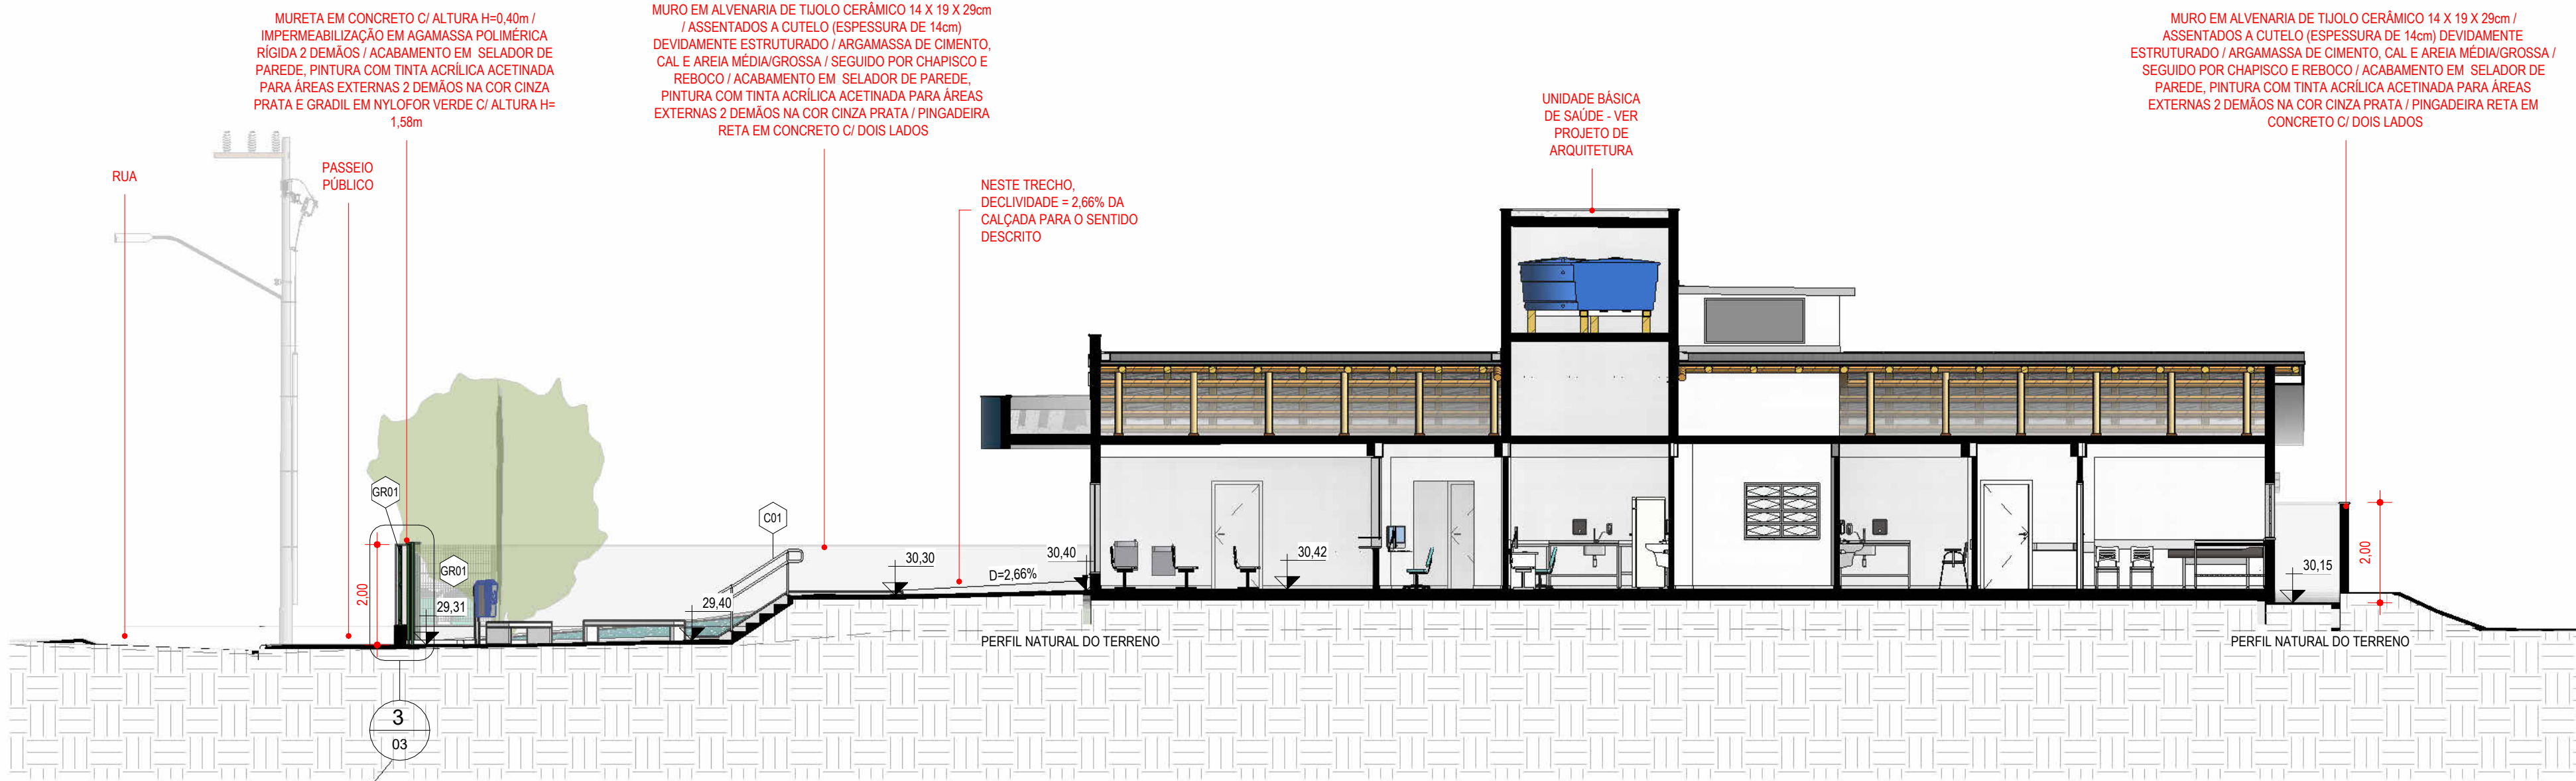 MURETA EM CONCRETO C/ ALTURA H=0,40m /
IMPERMEABILIZAÇÃO EM AGAMASSA POLIMÉRICA
RÍGIDA 2 DEMÃOS / ACABAMENTO EM SELADOR DE
PAREDE, PINTURA COM TINTA ACRÍLICA ACETINADA
PARA ÁREAS EXTERNAS 2 DEMÃOS NA COR CINZA
PRATA E GRADIL EM NYLOFOR VERDE C/ ALTURA H=
1,58m
MURO EM ALVENARIA DE TIJOLO CERÂMICO 14 X 19 X 29cm
/ ASSENTADOS A CUTELO (ESPESSURA DE 14cm)
DEVIDAMENTE ESTRUTURADO / ARGAMASSA DE CIMENTO,
CAL E AREIA MÉDIA/GROSSA / SEGUIDO POR CHAPISCO E
REBOCO / ACABAMENTO EM SELADOR DE PAREDE,
PINTURA COM TINTA ACRÍLICA ACETINADA PARA ÁREAS
EXTERNAS 2 DEMÃOS NA COR CINZA PRATA / PINGADEIRA
RETA EM CONCRETO C/ DOIS LADOS
UNIDADE BÁSICA
DE SAÚDE - VER
PROJETO DE
ARQUITETURA
MURO EM ALVENARIA DE TIJOLO CERÂMICO 14 X 19 X 29cm /
ASSENTADOS A CUTELO (ESPESSURA DE 14cm) DEVIDAMENTE
ESTRUTURADO / ARGAMASSA DE CIMENTO, CAL E AREIA MÉDIA/GROSSA /
SEGUIDO POR CHAPISCO E REBOCO / ACABAMENTO EM SELADOR DE
PAREDE, PINTURA COM TINTA ACRÍLICA ACETINADA PARA ÁREAS
EXTERNAS 2 DEMÃOS NA COR CINZA PRATA / PINGADEIRA RETA EM
CONCRETO C/ DOIS LADOS
RUA
PASSEIO
PÚBLICO
NESTE TRECHO,
DECLIVIDADE = 2,66% DA
CALÇADA PARA O SENTIDO
DESCRITO
GR01
C01
GR01
2,00
29,31
29,40
30,30
D=2,66%
30,40
30,42
30,15
2,00
PERFIL NATURAL DO TERRENO
PERFIL NATURAL DO TERRENO
3
03